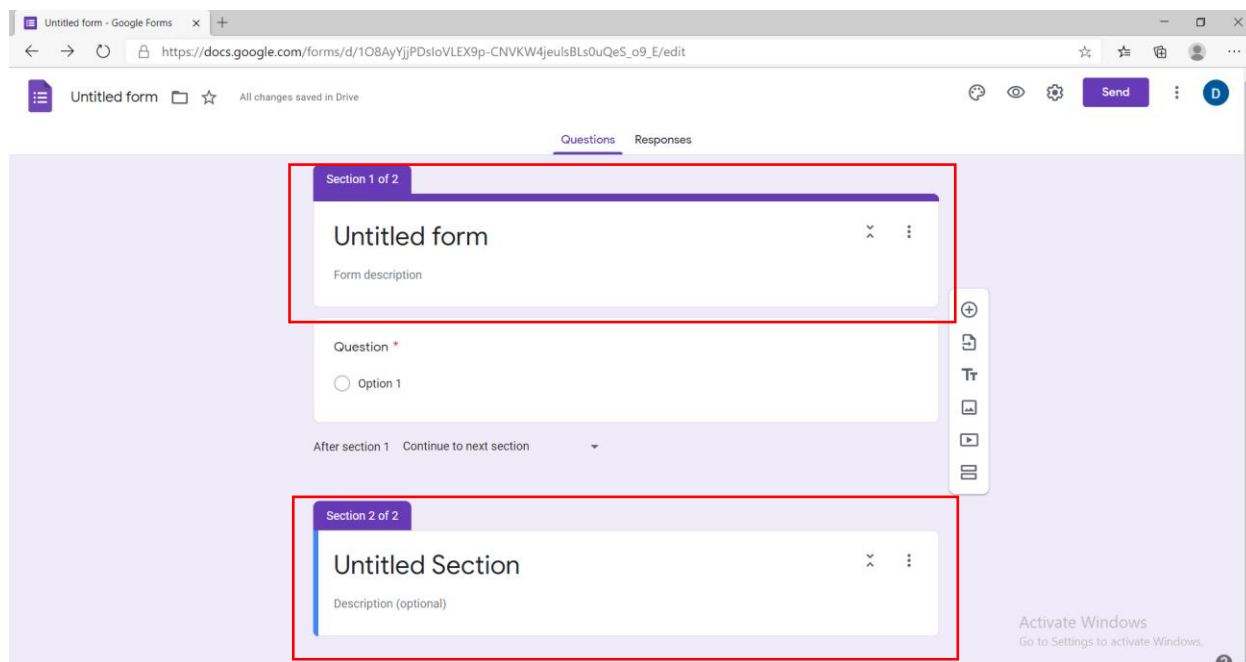 Untitled form - Google Forms
https://docs.google.com/forms/d/1O8AyYjjPDsIoVLEX9p-CNVKW4jeulsBLs0uQeS_o9_E/edit
Untitled form All changes saved in Drive Send D
Questions Responses
Section 1 of 2
Untitled form
Form description
Question *
Option 1
Tт
After section 1 Continue to next section
Section 2 of 2
Untitled Section
Description (optional)
Activate Windows
Go to Settings to activate Windows.